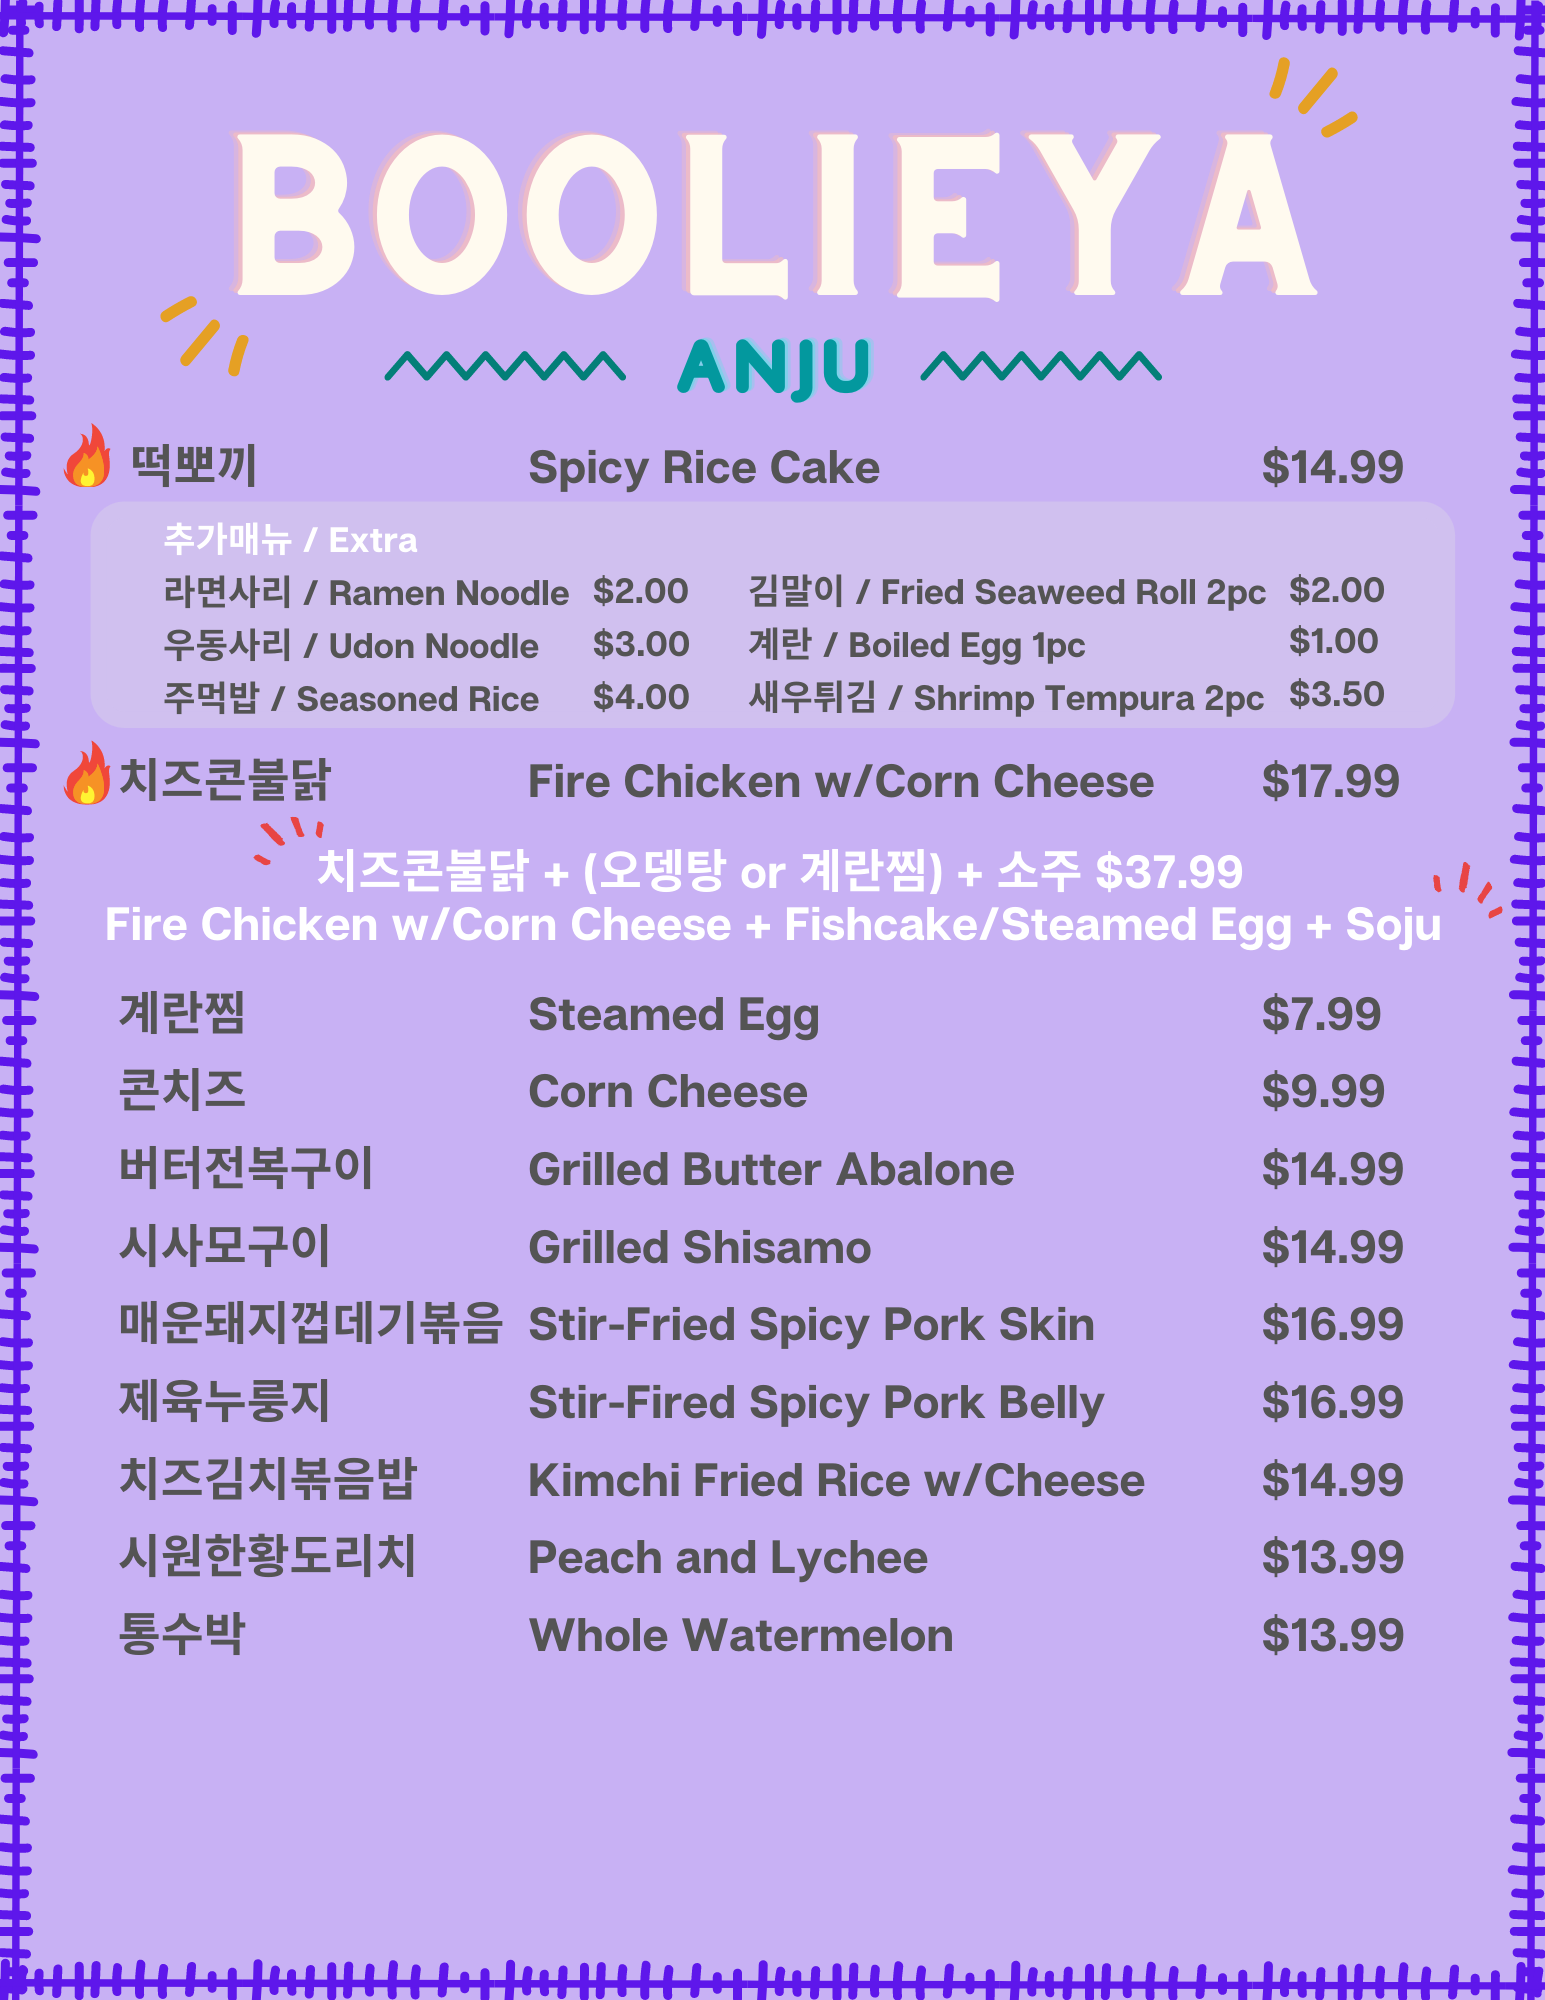 BOOLIEYA
ANJU
떡뽀끼 Spicy Rice Cake $14.99
추가매뉴 / Extra
라면사리 / Ramen Noodle $2.00 김말이 / Fried Seaweed Roll 2pc $2.00
우동사리 / Udon Noodle $3.00 계란 / Boiled Egg 1pc $1.00
주먹밥 / Seasoned Rice $4.00 새우튀김 / Shrimp Tempura 2pc $3.50
치즈콘불닭 Fire Chicken w/Corn Cheese $17.99
치즈콘불닭 + (오뎅탕 or 계란찜) + 소주 $37.99
Fire Chicken w/Corn Cheese + Fishcake/Steamed Egg + Soju
계란찜 Steamed Egg $7.99
콘치즈 Corn Cheese $9.99
버터전복구이 Grilled Butter Abalone $14.99
시사모구이 Grilled Shisamo $14.99
매운돼지껍데기볶음 Stir-Fried Spicy Pork Skin $16.99
제육누룽지 Stir-Fired Spicy Pork Belly $16.99
치즈김치볶음밥 Kimchi Fried Rice w/Cheese $14.99
시원한황도리치 Peach and Lychee $13.99
통수박 Whole Watermelon $13.99